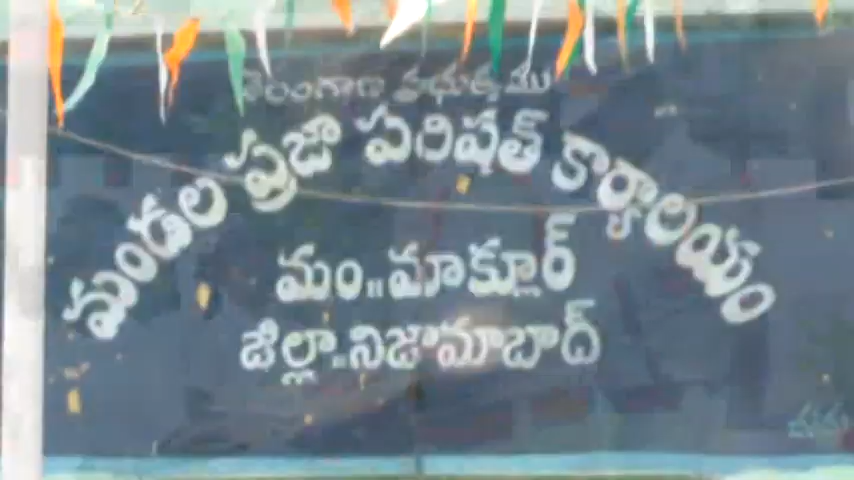 తెలంగాణ ప్రభుత్వము
మండల ప్రజా పరిషత్ కార్యాలయం
మం॥మాక్లూర్
జిల్లా॥నిజామాబాద్